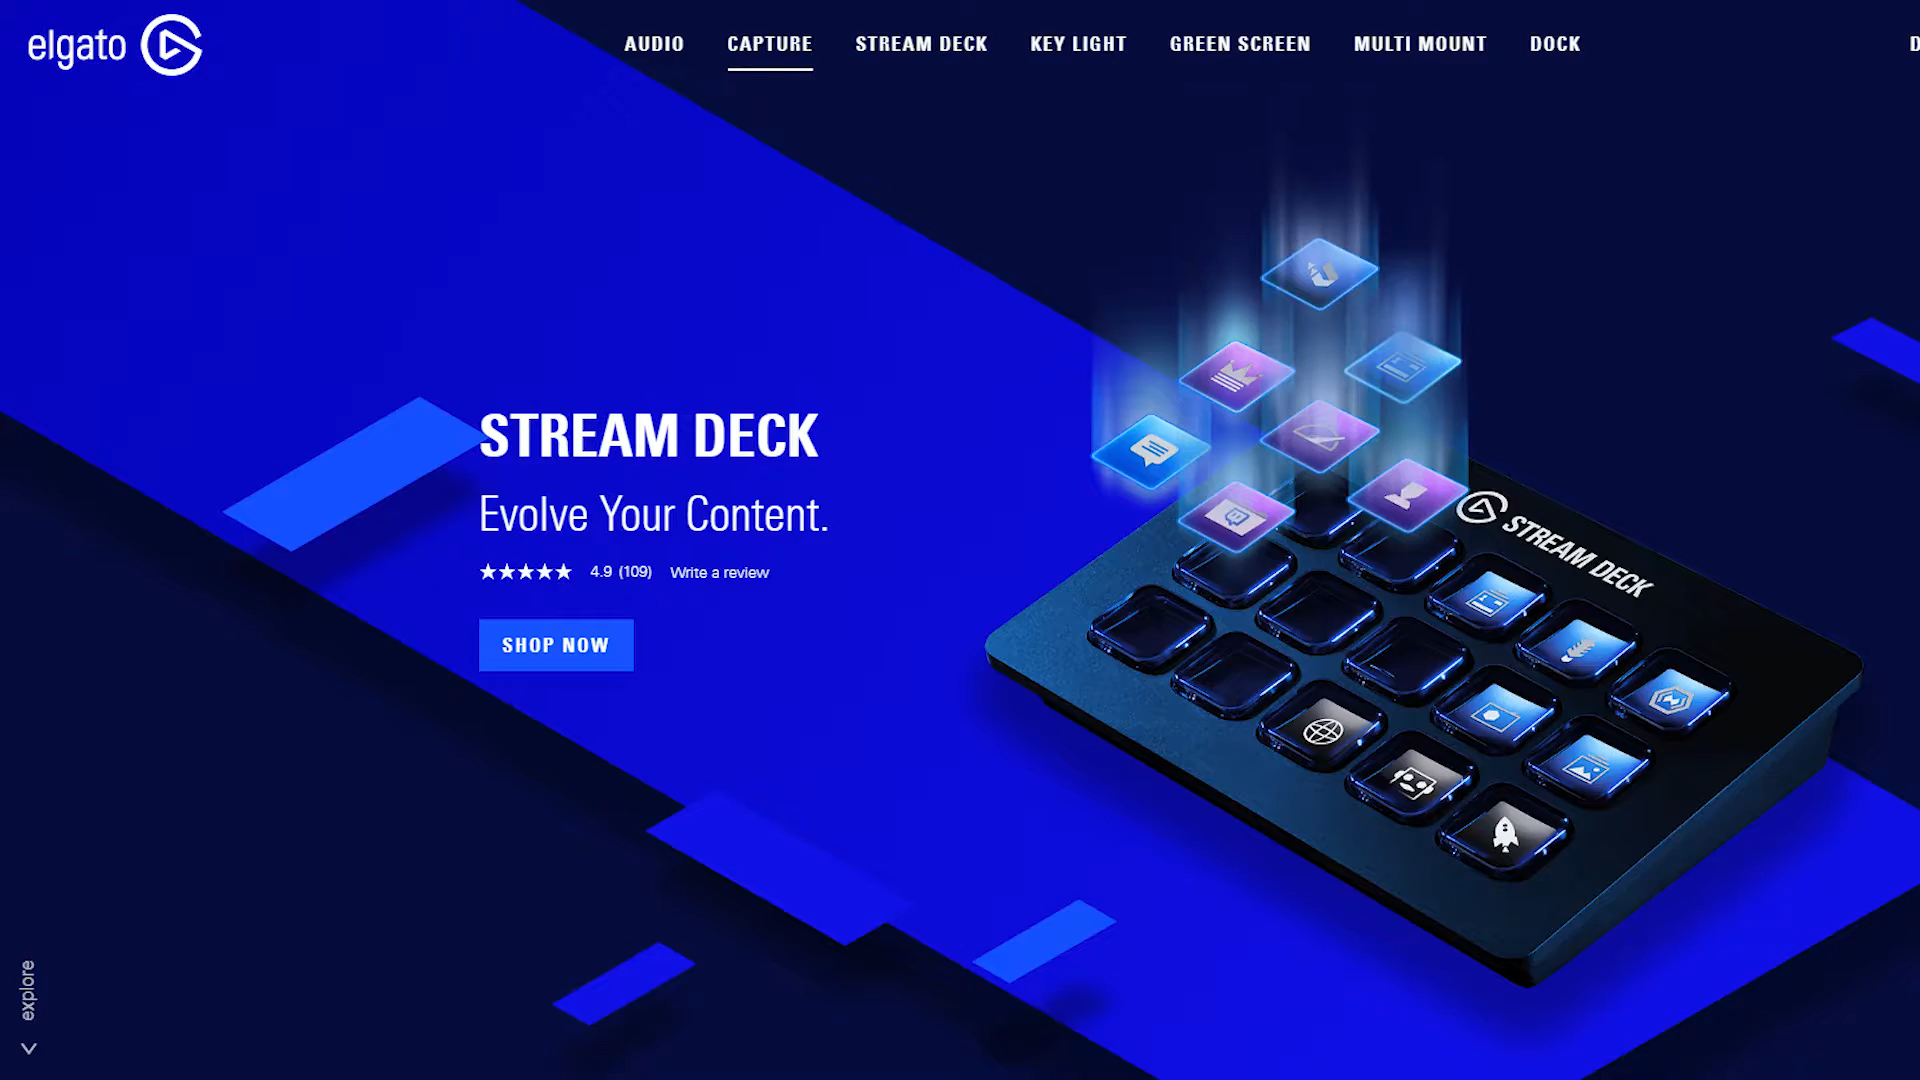 elgato
AUDIO CAPTURE STREAM DECK KEY LIGHT GREEN SCREEN MULTI MOUNT DOCK
STREAM DECK
Evolve Your Content.
4.9 (109) Write a review
SHOP NOW
STREAM DECK
explore